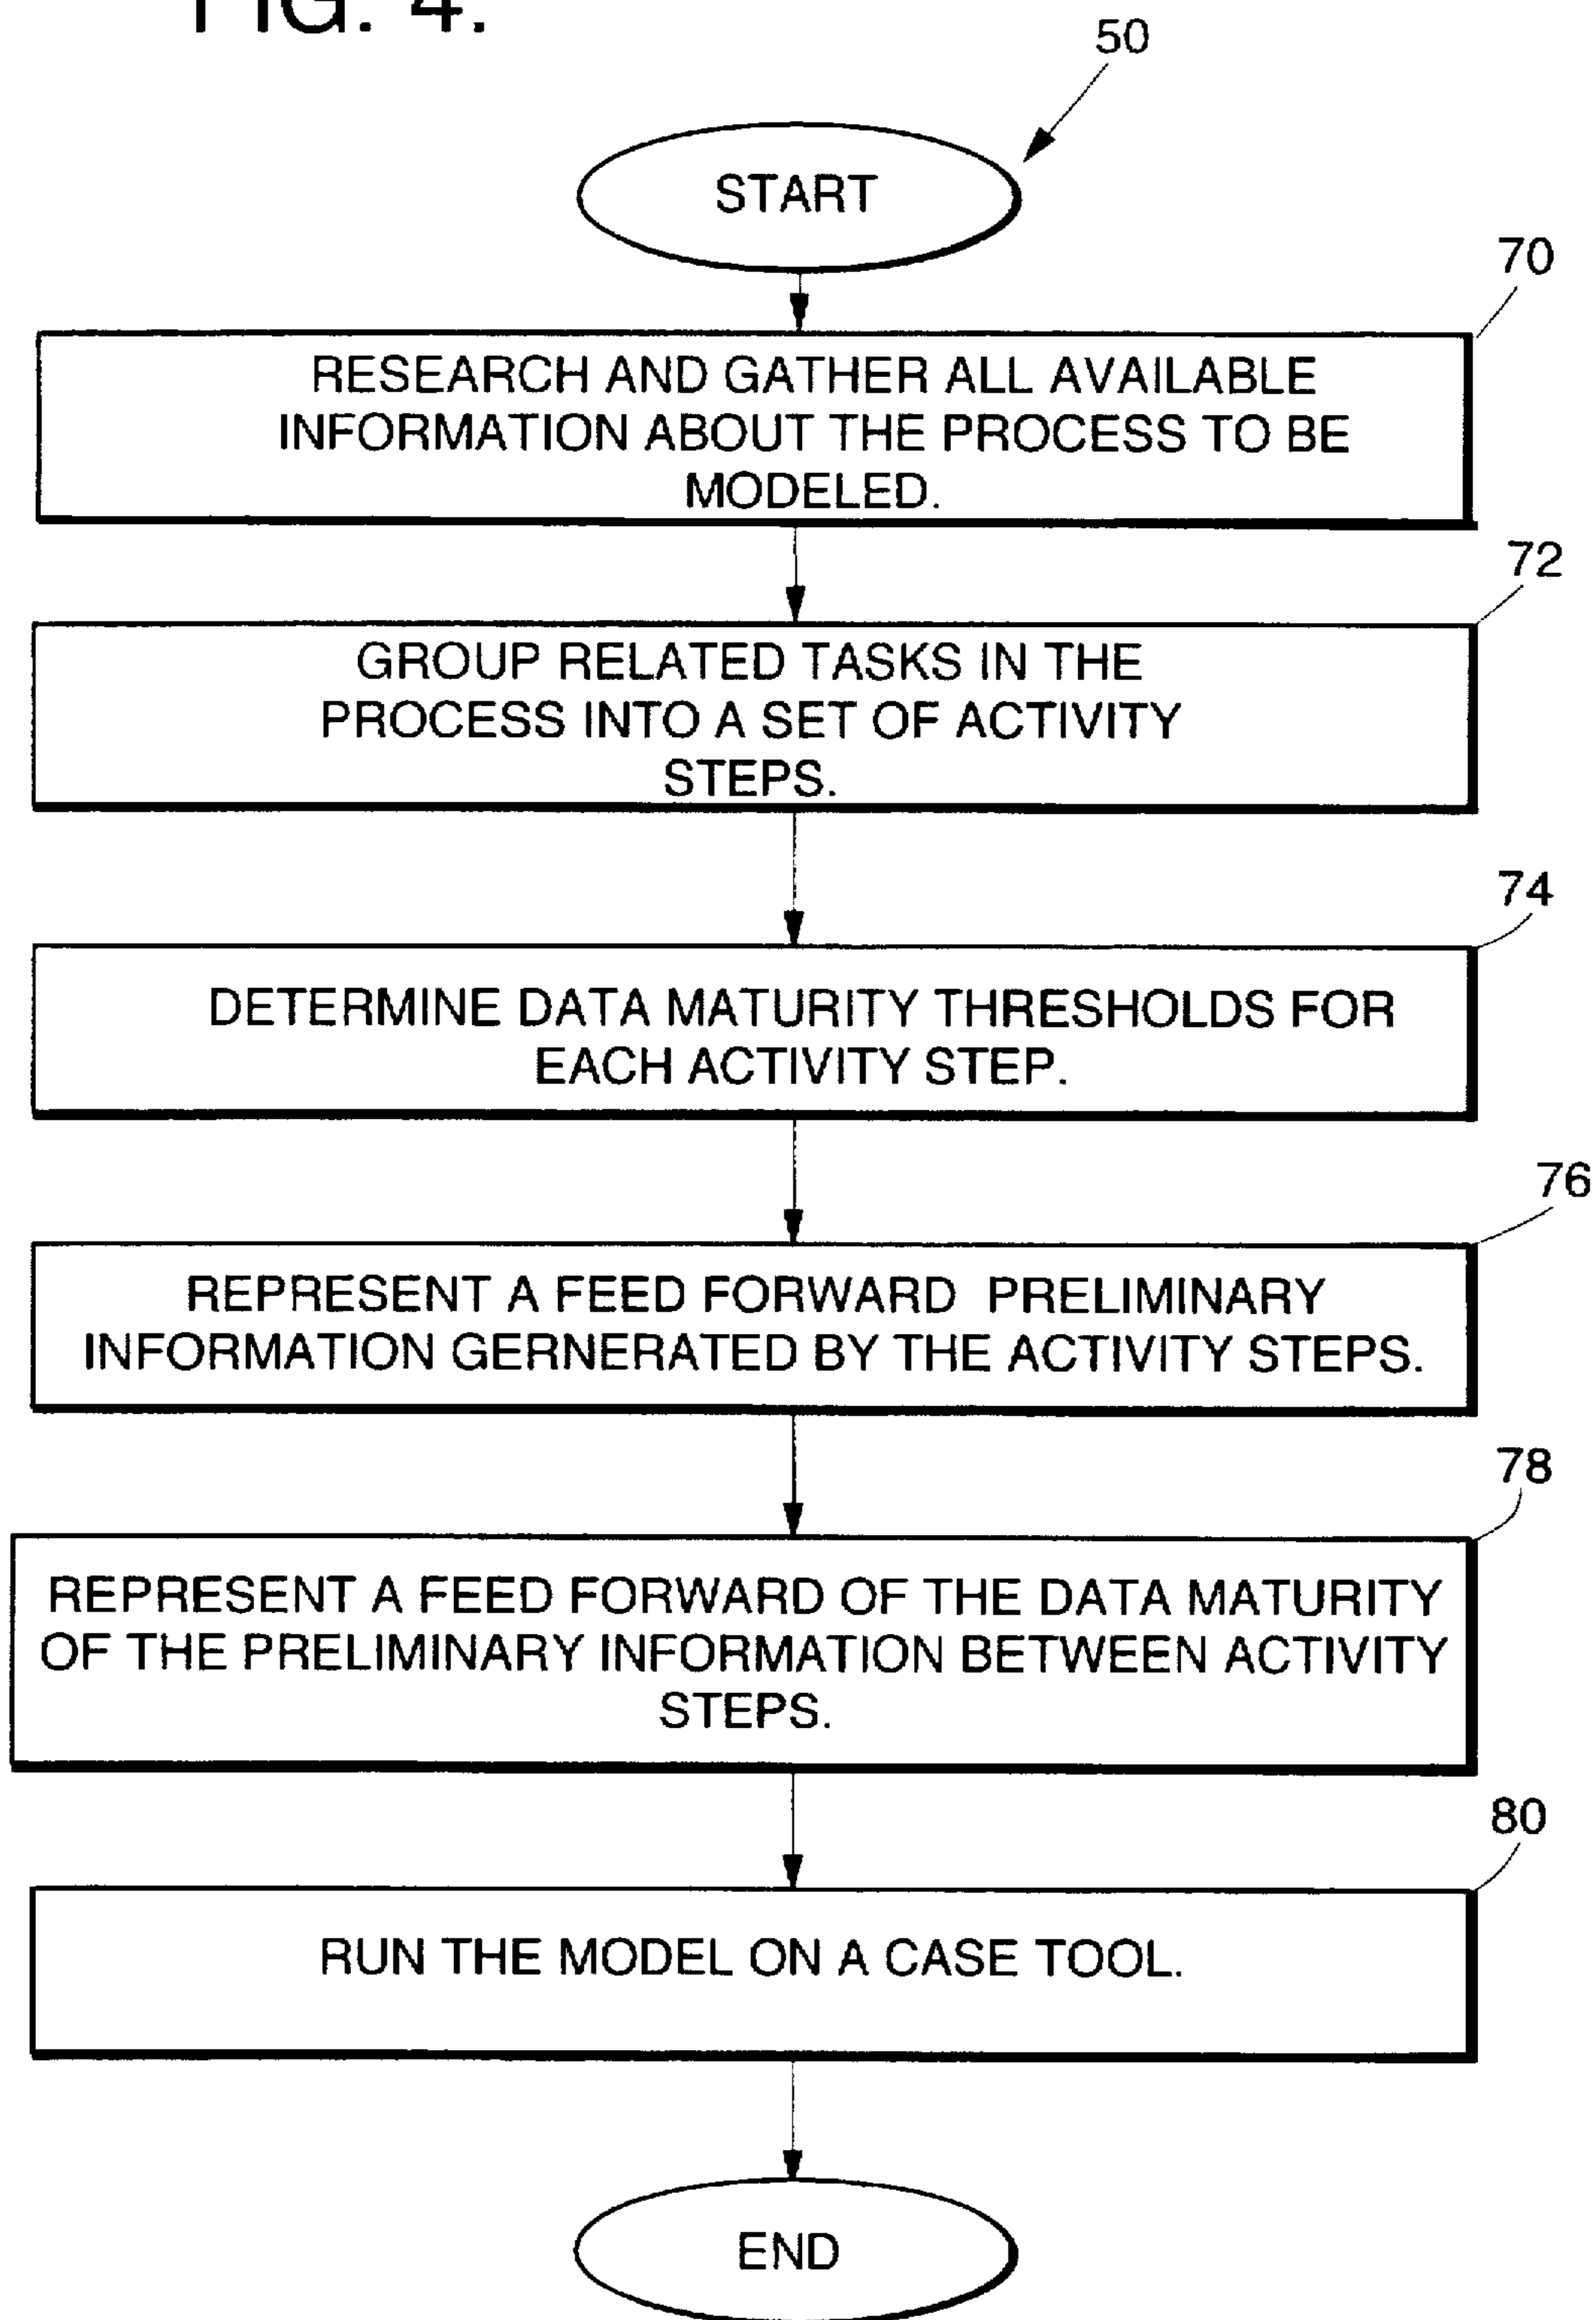 FIG. 4.
50
START
70
RESEARCH AND GATHER ALL AVAILABLE
INFORMATION ABOUT THE PROCESS TO BE
MODELED.
72
GROUP RELATED TASKS IN THE
PROCESS INTO A SET OF ACTIVITY
STEPS.
74
DETERMINE DATA MATURITY THRESHOLDS FOR
EACH ACTIVITY STEP.
76
REPRESENT A FEED FORWARD PRELIMINARY
INFORMATION GERNERATED BY THE ACTIVITY STEPS.
78
REPRESENT A FEED FORWARD OF THE DATA MATURITY
OF THE PRELIMINARY INFORMATION BETWEEN ACTIVITY
STEPS.
80
RUN THE MODEL ON A CASE TOOL.
END